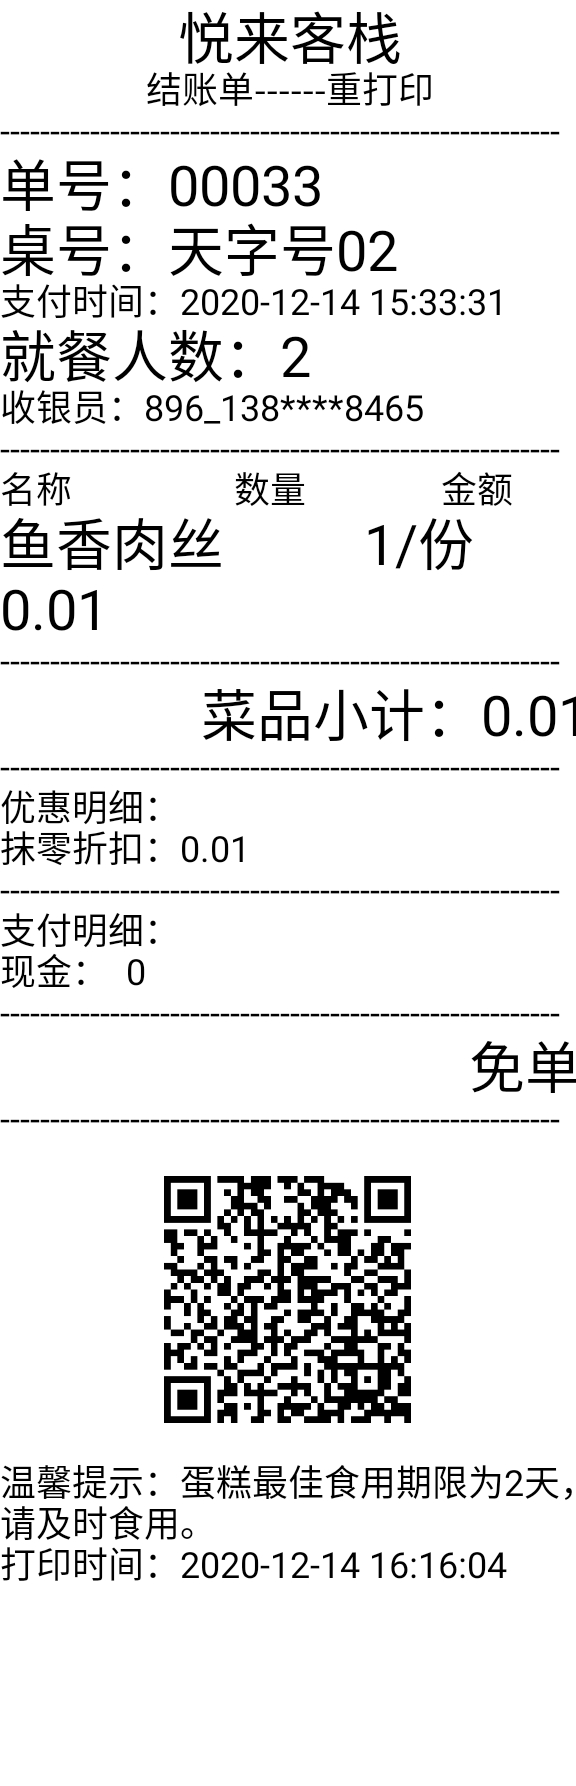 悦来客栈
结账单------重打印
--------------------------------------------------------
单号：00033
桌号：天字号02
支付时间：2020-12-14 15:33:31
就餐人数：2
收银员：896_138****8465
--------------------------------------------------------
名称 数量 金额
鱼香肉丝 1/份
0.01
--------------------------------------------------------
菜品小计：0.01
--------------------------------------------------------
优惠明细：
抹零折扣：0.01
--------------------------------------------------------
支付明细：
现金： 0
--------------------------------------------------------
免单
--------------------------------------------------------
温馨提示：蛋糕最佳食用期限为2天，
请及时食用。
打印时间：2020-12-14 16:16:04